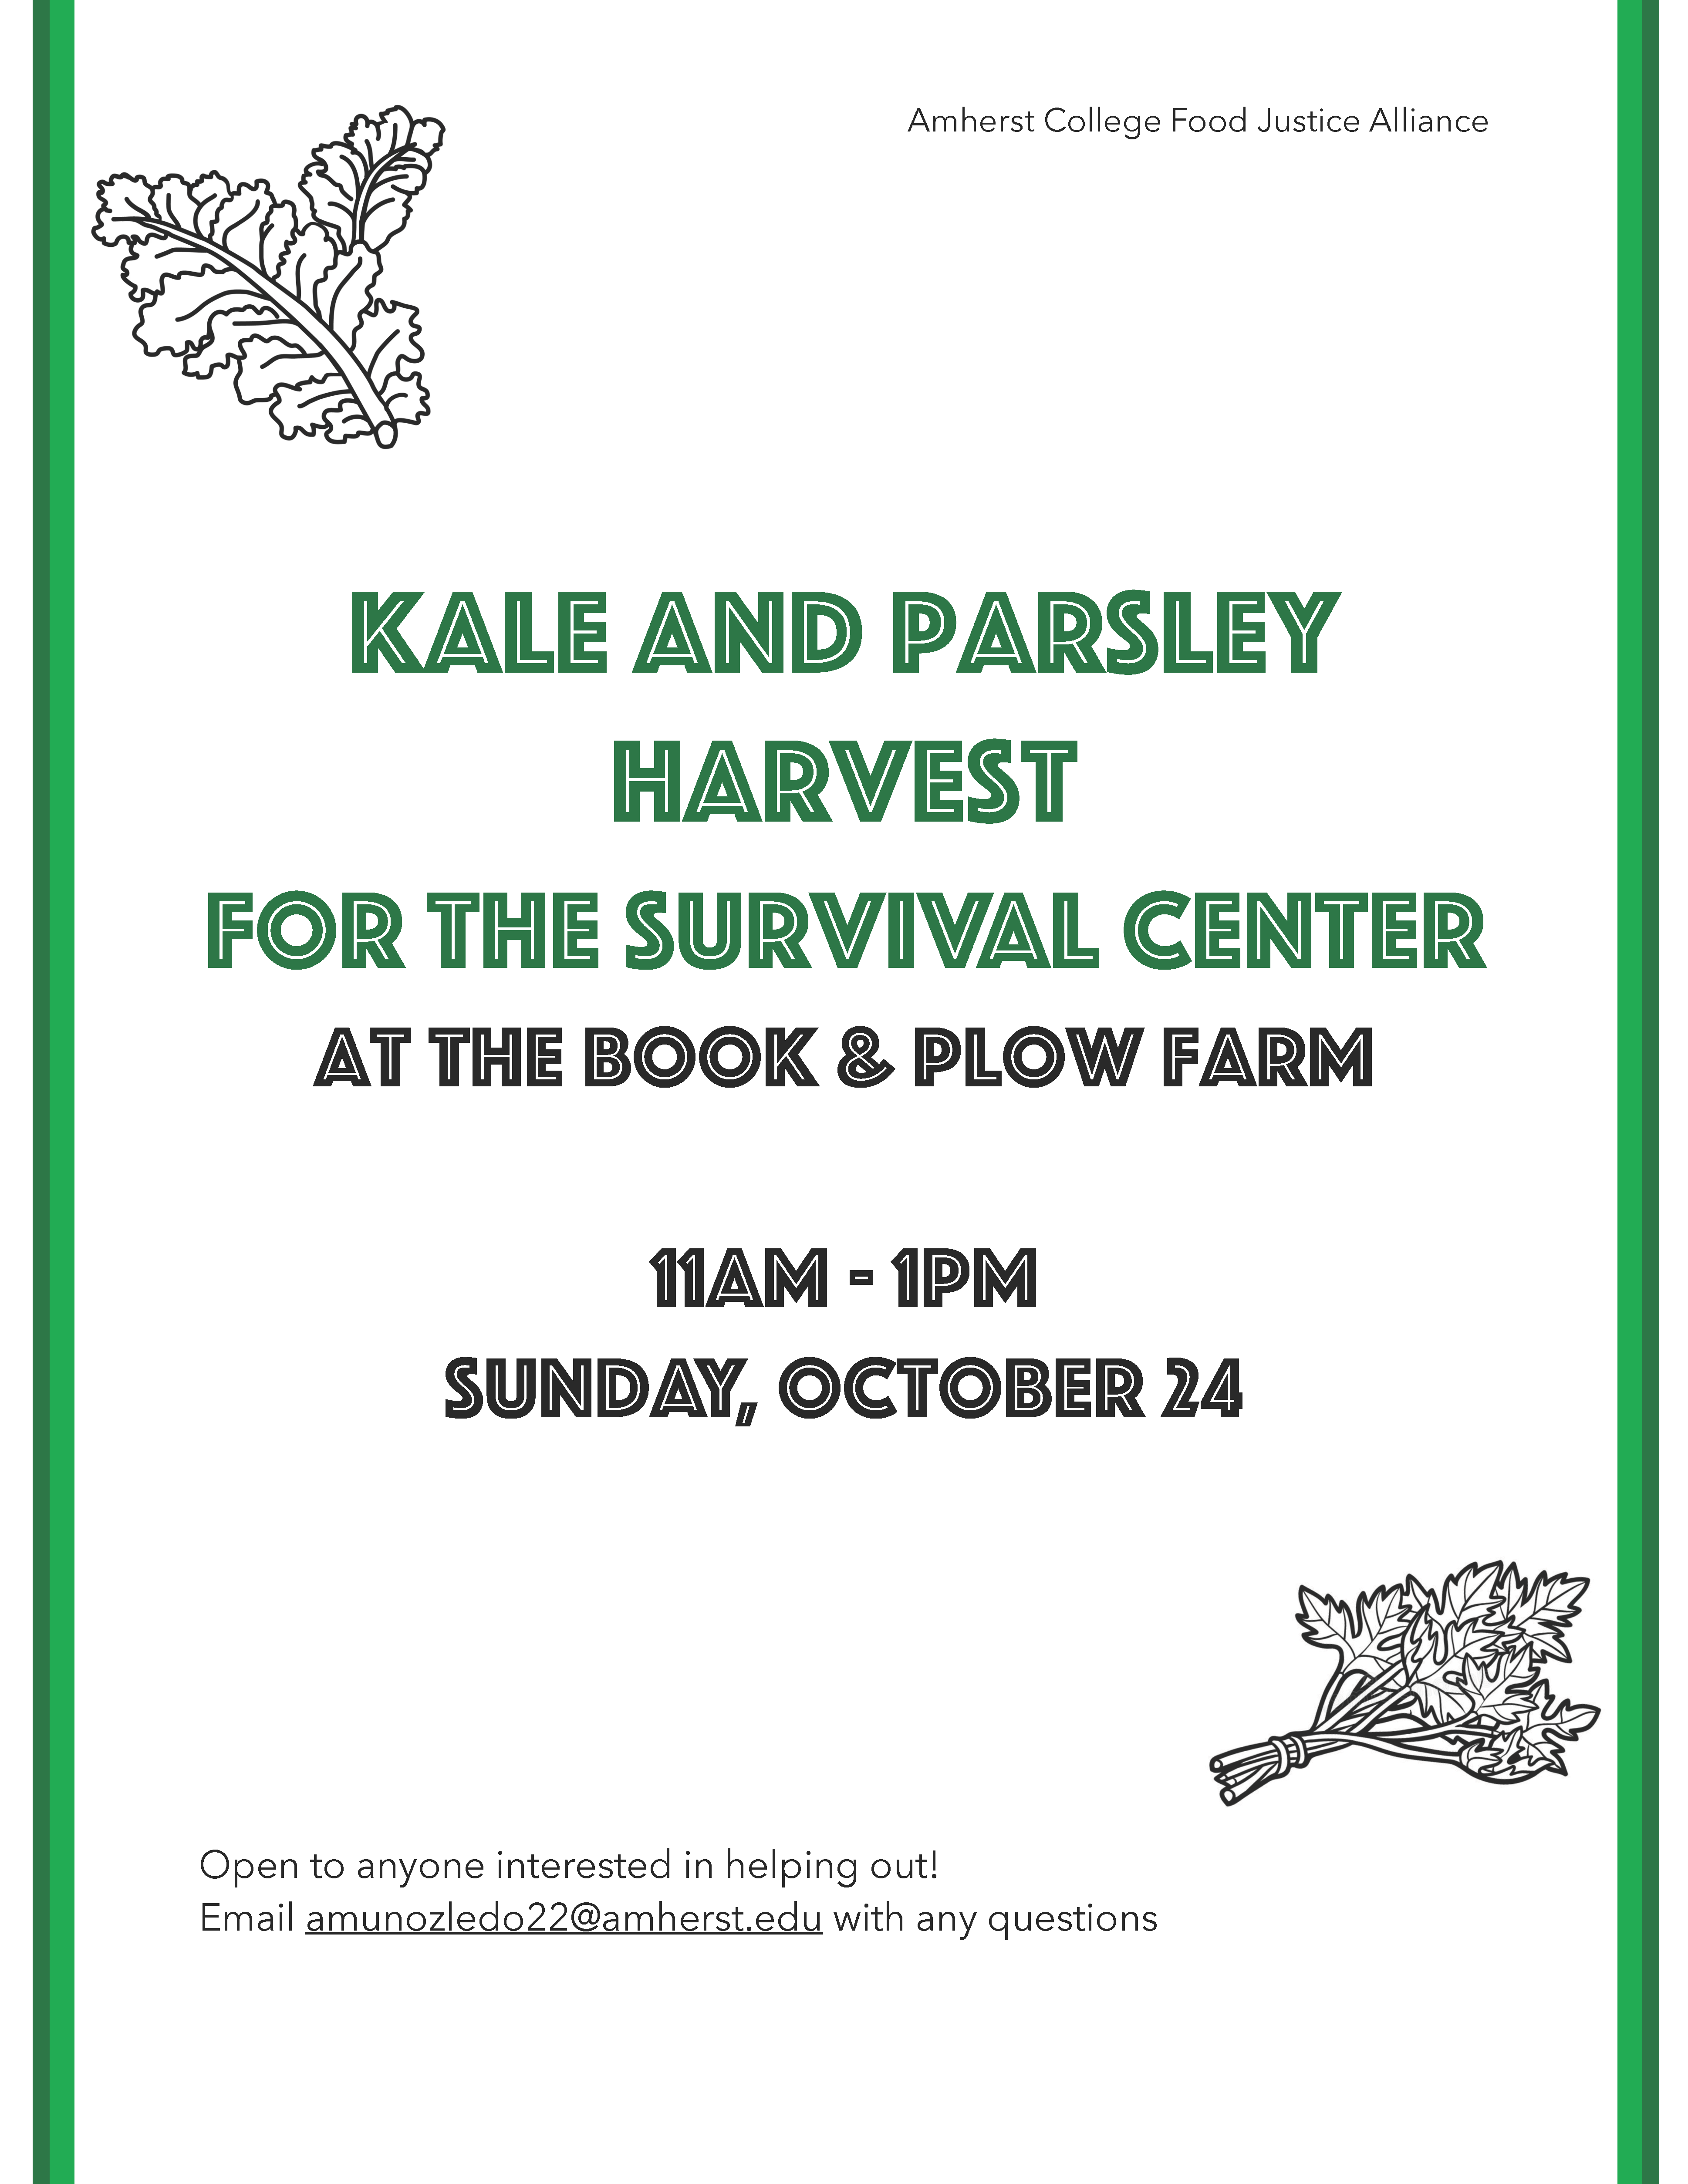 Amherst College Food Justice Alliance
KALE AND PARSLEY
HARVEST
FOR THE SURVIVAL CENTER
AT THE BOOK & PLOW FARM
11AM - 1PM
SUNDAY, OCTOBER 24
Open to anyone interested in helping out!
Email amunozledo22@amherst.edu with any questions